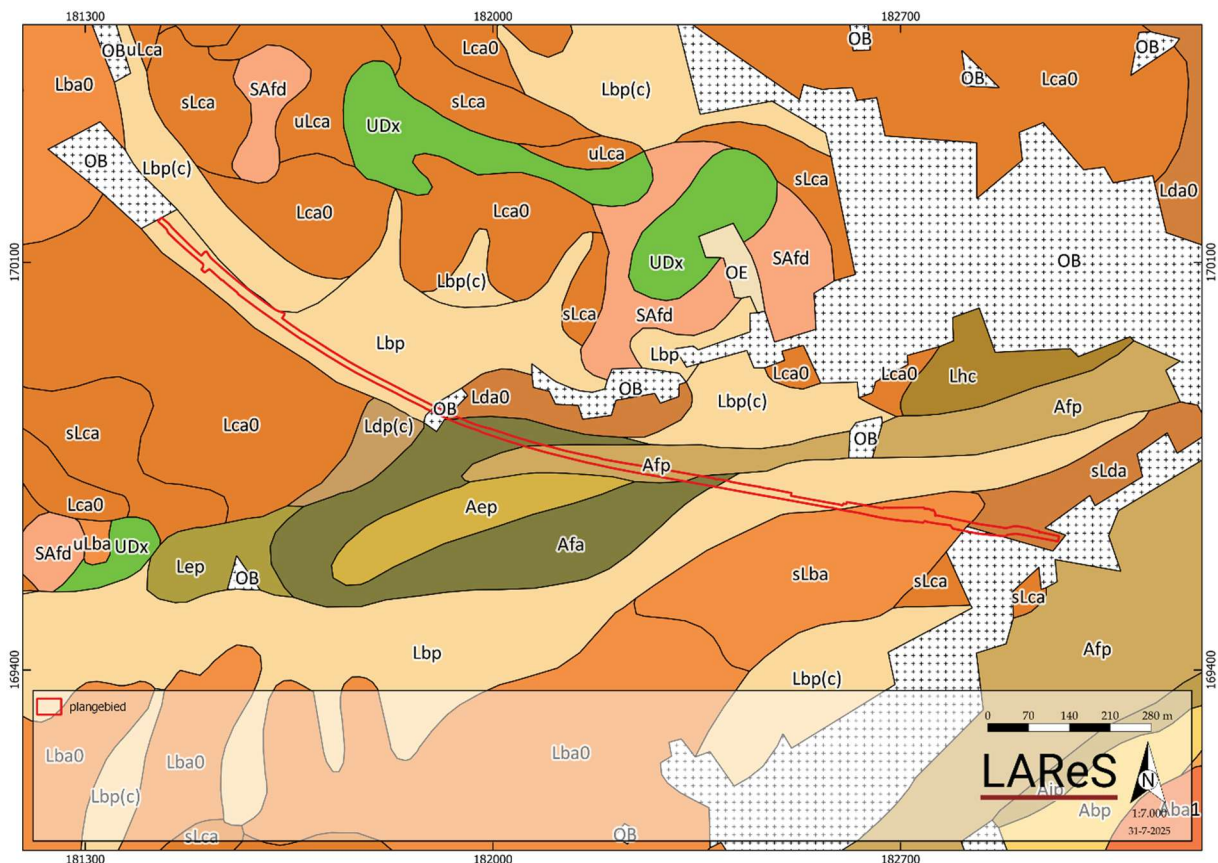 181300
182000
182700
OB
uLca
Lba0
sLca
SAfd
uLca
UDx
Lca0
sLca
Lbp(c)
OB
OB
Lca0
OB
OB
Lbp(c)
Lca0
Lca0
uLca
sLca
Lda0
170100
170100
Lbp(c)
UDx
OE
SAfd
OB
SAfd
sLca
Lbp
Lbp
Lda0
OB
Lca0
Lca0
Lhc
OB
Lbp(c)
Afp
Ldp(c)
Lca0
sLca
OB
Afp
sLda
Lca0
Aep
SAfd
uLba
UDx
Lep
OB
Afa
sLba
sLca
sLca
Lbp
Afp
Lbp(c)
169400
169400
plangebied
0 70 140 210 280 m
Lba0
Lba0
Lba0
Lbp(c)
LAReS
N
1:7.000
31-7-2025
Aip
Abp
Aba1
sLca
OB
181300
182000
182700